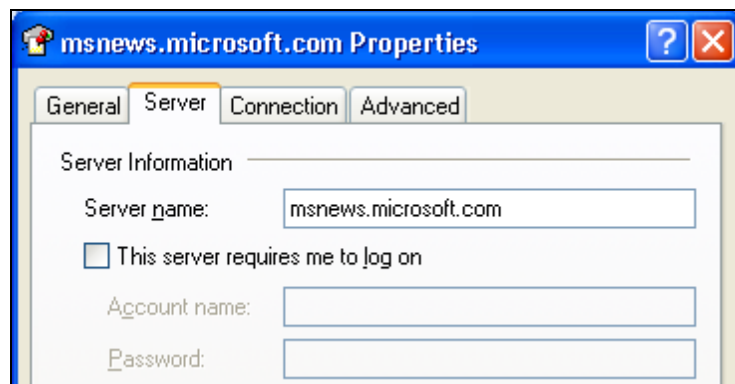 msnews.microsoft.com Properties ?
General Server Connection Advanced
Server Information
Server name: msnews.microsoft.com
This server requires me to log on
Account name:
Password: